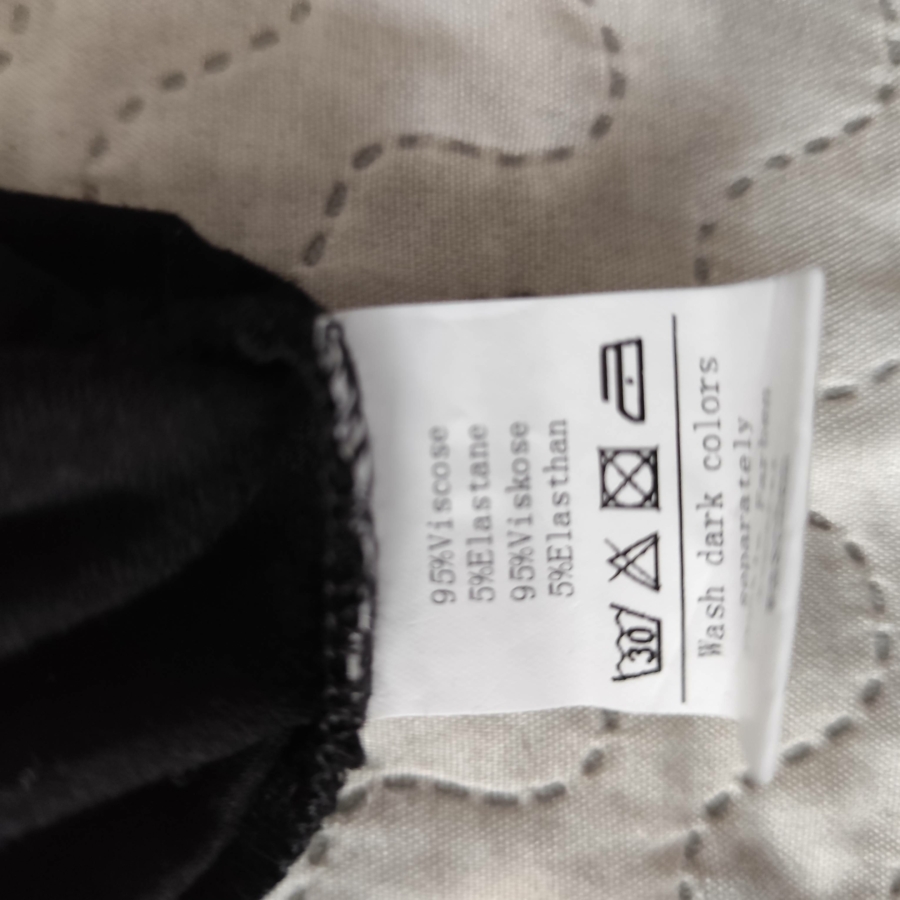 95%Viscose
5%Elastane
95%Viskose
5%Elasthan
30
Wash dark colors
separately